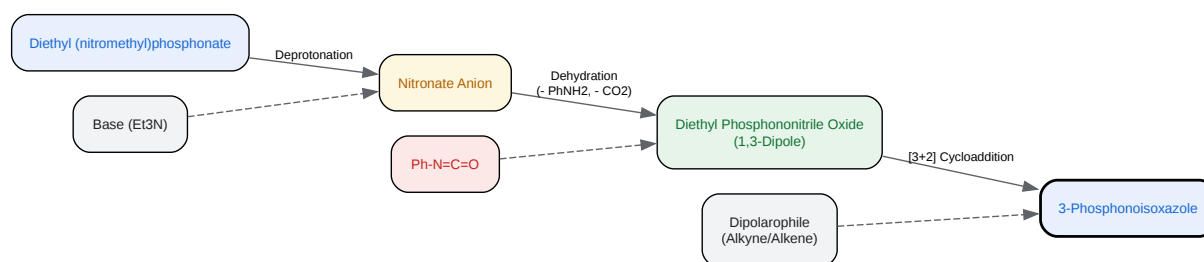 Diethyl (nitromethyl)phosphonate
Deprotonation
Base (Et3N)
Nitronate Anion
Dehydration
(- PhNH2, - CO2)
Ph-N=C=O
Diethyl Phosphononitrile Oxide
(1,3-Dipole)
[3+2] Cycloaddition
Dipolarophile
(Alkyne/Alkene)
3-Phosphonoisoxazole